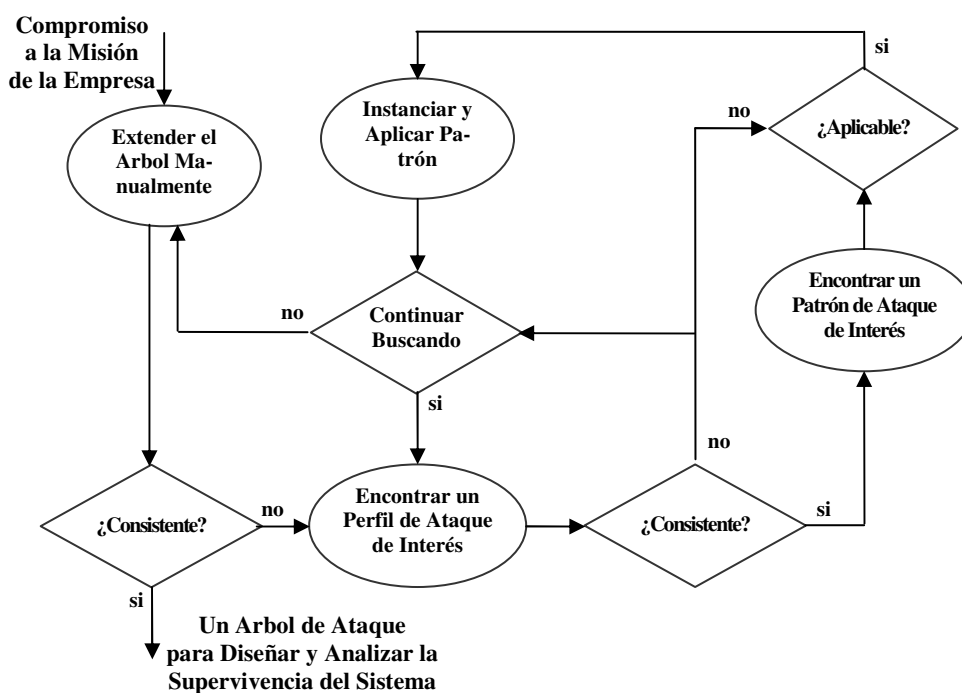 Compromiso
a la Misión
de la Empresa
si
Instanciar y
Aplicar Pa-
trón
no
¿Aplicable?
Extender el
Arbol Ma-
nualmente
Encontrar un
Patrón de Ataque
de Interés
no
Continuar
Buscando
si
no
Encontrar un
Perfil de Ataque
de Interés
¿Consistente?
no
¿Consistente?
si
si
Un Arbol de Ataque
para Diseñar y Analizar la
Supervivencia del Sistema